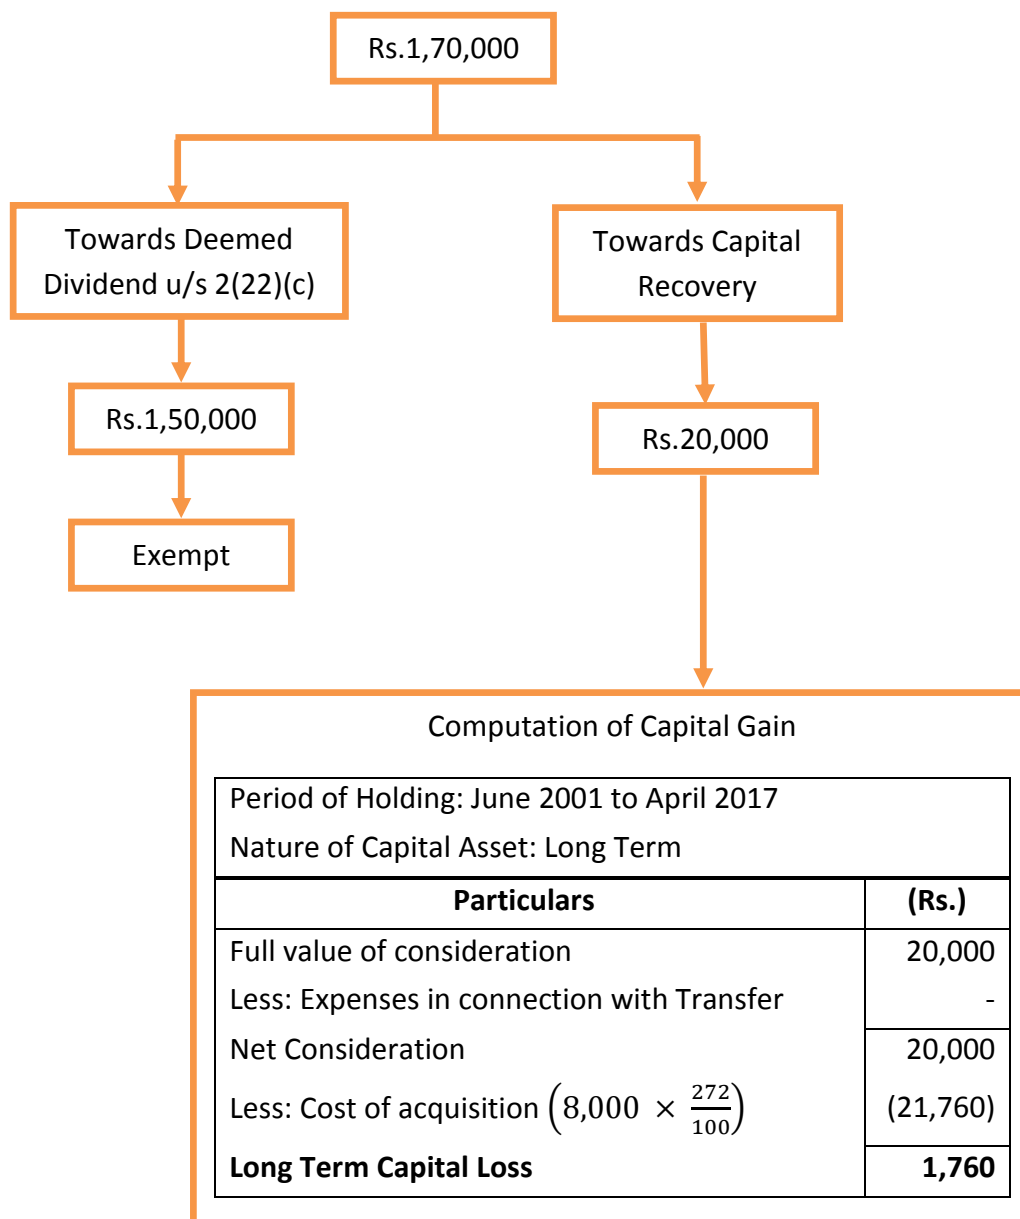 Rs.1,70,000
Towards Deemed
Dividend u/s 2(22)(c)
Towards Capital
Recovery
Rs.1,50,000
Rs.20,000
Exempt
Computation of Capital Gain
Period of Holding: June 2001 to April 2017
Nature of Capital Asset: Long Term
Particulars (Rs.)
Full value of consideration 20,000
Less: Expenses in connection with Transfer -
Net Consideration 20,000
Less: Cost of acquisition (8,000 × 272/100) (21,760)
Long Term Capital Loss 1,760